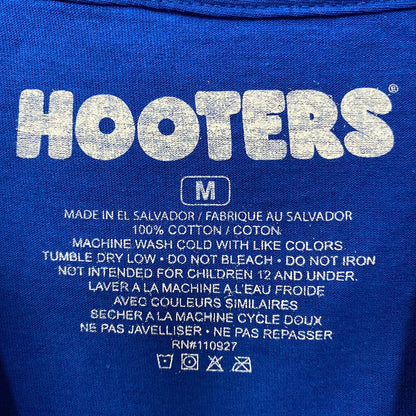 HOOTERS®
M
MADE IN EL SALVADOR / FABRIQUE AU SALVADOR
100% COTTON / COTON
MACHINE WASH COLD WITH LIKE COLORS
TUMBLE DRY LOW • DO NOT BLEACH • DO NOT IRON
NOT INTENDED FOR CHILDREN 12 AND UNDER.
LAVER A LA MACHINE A L'EAU FROIDE
AVEC COULEURS SIMILAIRES
SECHER A LA MACHINE CYCLE DOUX
NE PAS JAVELLISER • NE PAS REPASSER
RN#110927